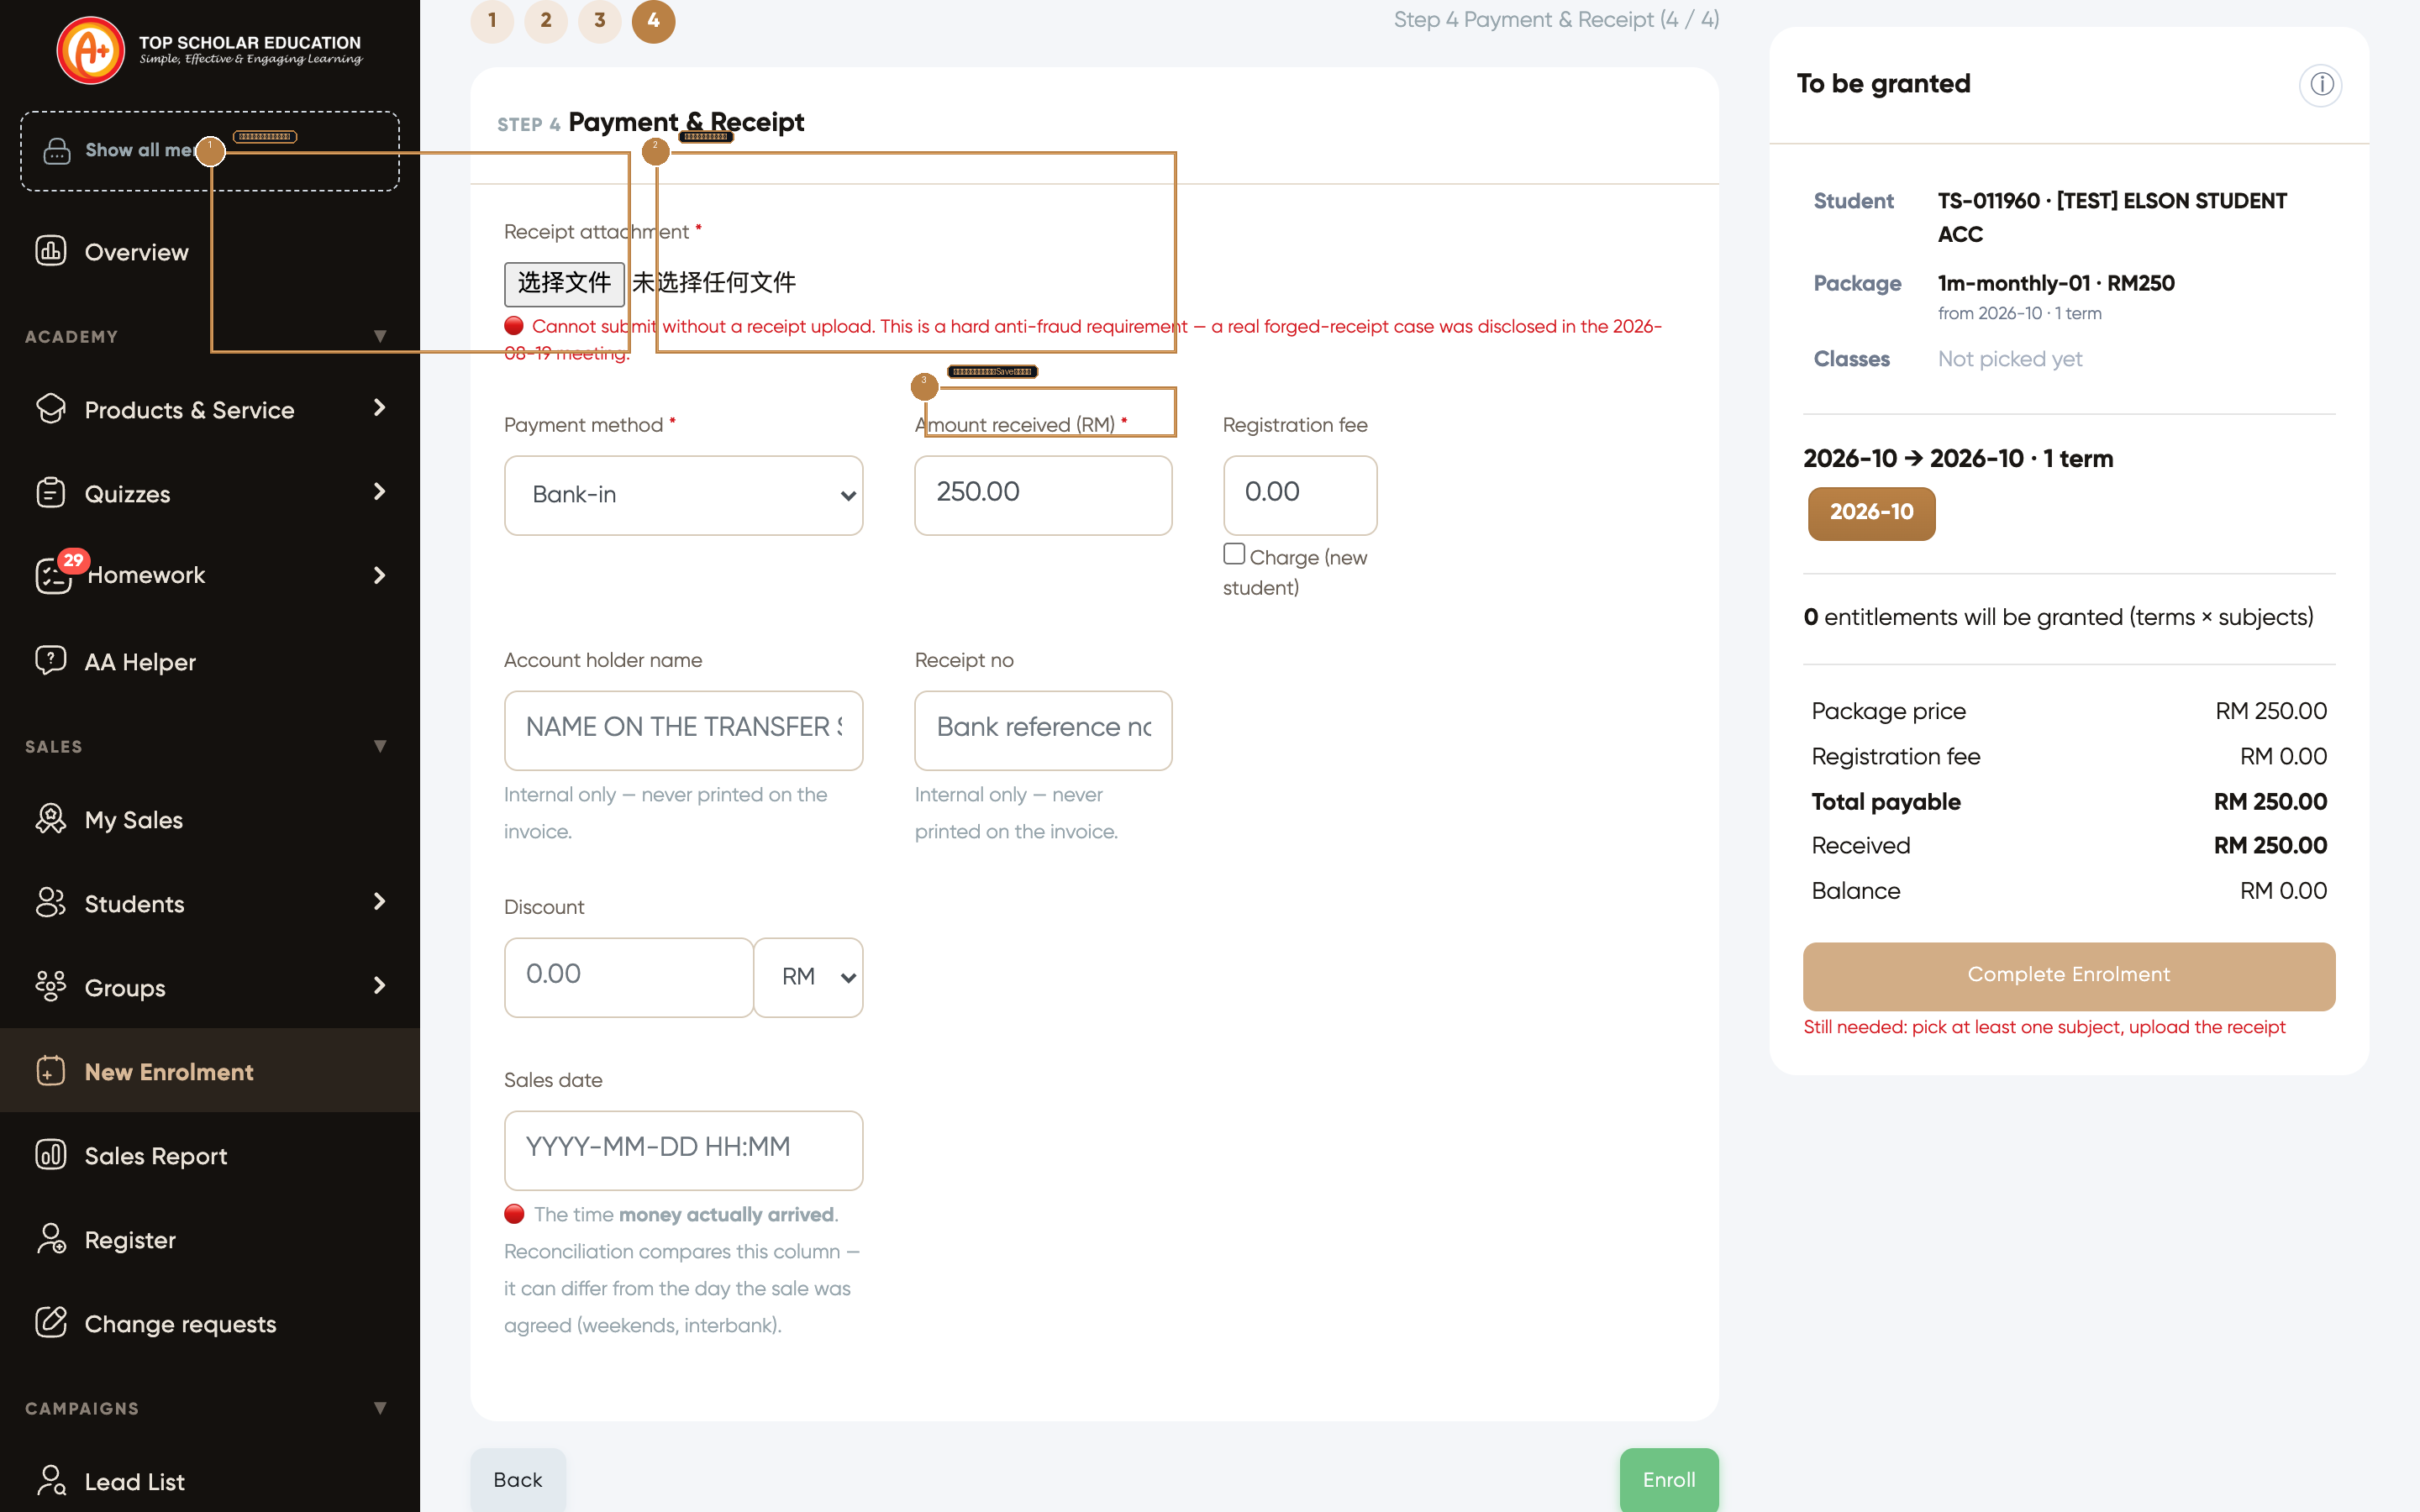 TOP SCHOLAR EDUCATION
Simple, Effective & Engaging Learning
Show all me
Overview
ACADEMY
Products & Service
Quizzes
29
Homework
AA Helper
SALES
My Sales
Students
Groups
New Enrolment
Sales Report
Register
Change requests
CAMPAIGNS
Lead List
1 2 3 4
Step 4 Payment & Receipt (4 / 4)
STEP 4 Payment & Receipt
1
2
3
Save
Receipt attachment *
选择文件 未选择任何文件
Cannot submit without a receipt upload. This is a hard anti-fraud requirement — a real forged-receipt case was disclosed in the 2026-
08-19 meeting.
Payment method *
Amount received (RM) *
Registration fee
Bank-in
250.00
0.00
Charge (new
student)
Account holder name
Receipt no
NAME ON THE TRANSFER
Bank reference
Internal only — never printed on the
invoice.
Internal only — never
printed on the invoice.
Discount
0.00
RM
Sales date
YYYY-MM-DD HH:MM
The time money actually arrived.
Reconciliation compares this column —
it can differ from the day the sale was
agreed (weekends, interbank).
Back
Enroll
To be granted
Student TS-011960 · [TEST] ELSON STUDENT
ACC
Package 1m-monthly-01 · RM250
from 2026-10 · 1 term
Classes Not picked yet
2026-10 → 2026-10 · 1 term
2026-10
0 entitlements will be granted (terms × subjects)
Package price RM 250.00
Registration fee RM 0.00
Total payable RM 250.00
Received RM 250.00
Balance RM 0.00
Complete Enrolment
Still needed: pick at least one subject, upload the receipt